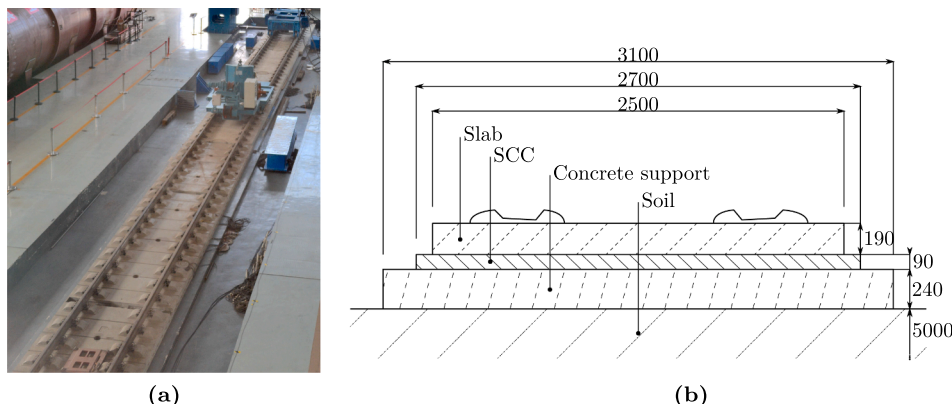 3100
2700
2500
Slab
SCC
Concrete support
Soil
190
90
240
5000
(a)
(b)